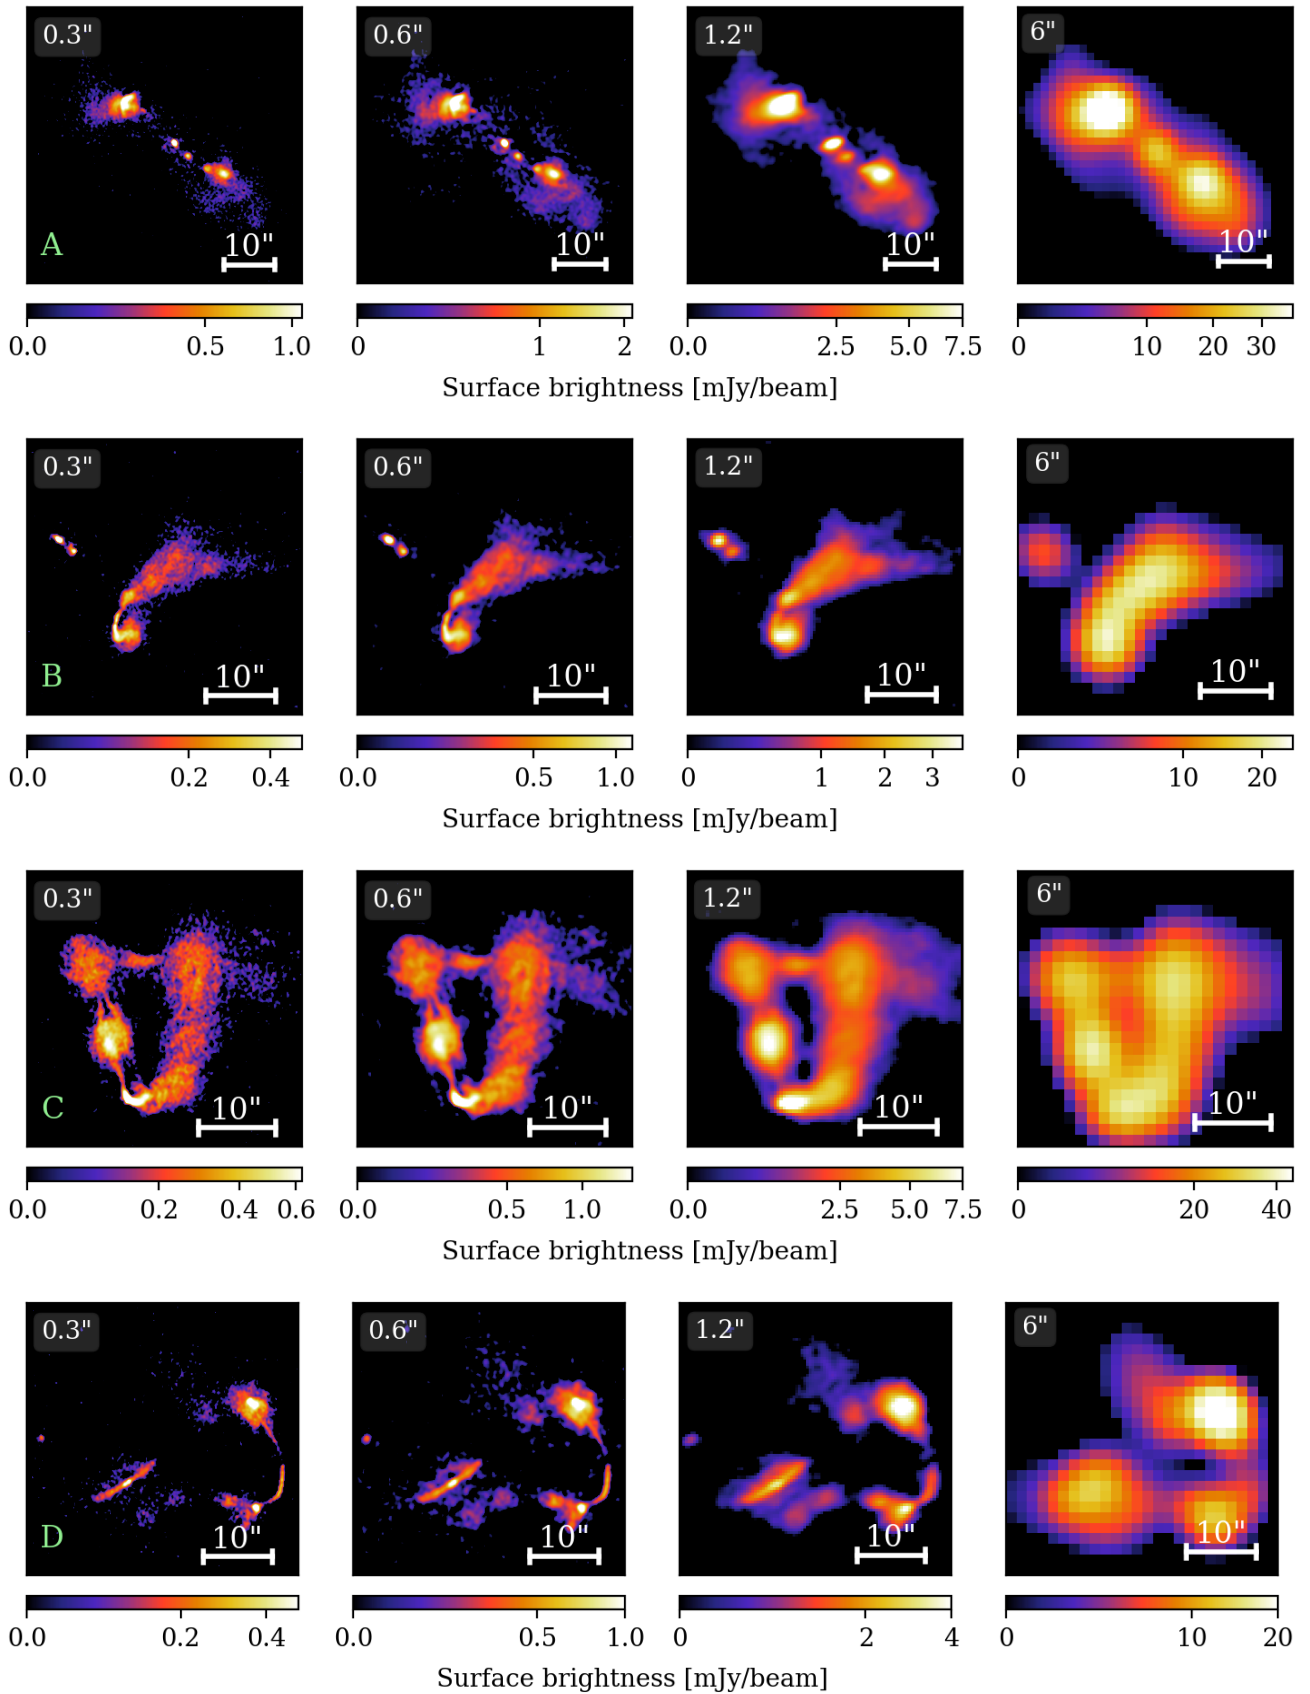 0.3" 0.6" 1.2" 6"
A 10" 10" 10" 10"
0.0 0.5 1.0 0 1 2 0.0 2.5 5.0 7.5 0 10 20 30
Surface brightness [mJy/beam]
0.3" 0.6" 1.2" 6"
B 10" 10" 10" 10"
0.0 0.2 0.4 0.0 0.5 1.0 0 1 2 3 0 10 20
Surface brightness [mJy/beam]
0.3" 0.6" 1.2" 6"
C 10" 10" 10" 10"
0.0 0.2 0.4 0.6 0.0 0.5 1.0 0.0 2.5 5.0 7.5 0 20 40
Surface brightness [mJy/beam]
0.3" 0.6" 1.2" 6"
D 10" 10" 10" 10"
0.0 0.2 0.4 0.0 0.5 1.0 0 2 4 0 10 20
Surface brightness [mJy/beam]